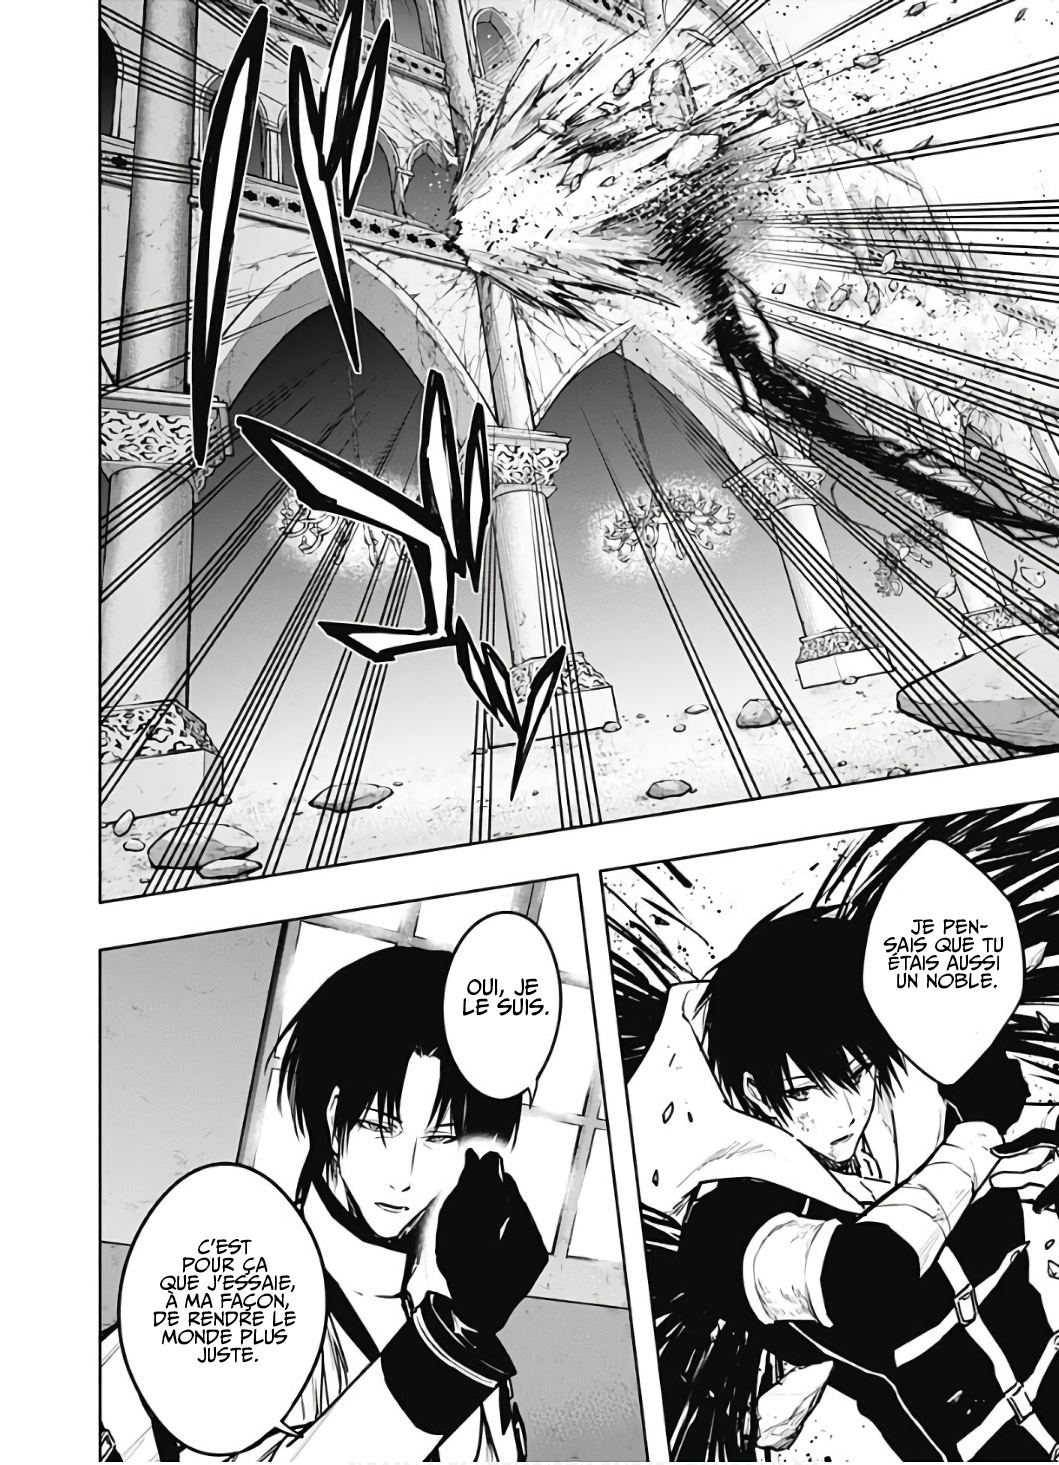 JE PEN-
SAIS QUE TU
ÉTAIS AUSSI
UN NOBLE.
OUI, JE
LE SUIS.
C'EST
POUR ÇA
QUE J'ESSAIE,
À MA FAÇON,
DE RENDRE LE
MONDE PLUS
JUSTE.